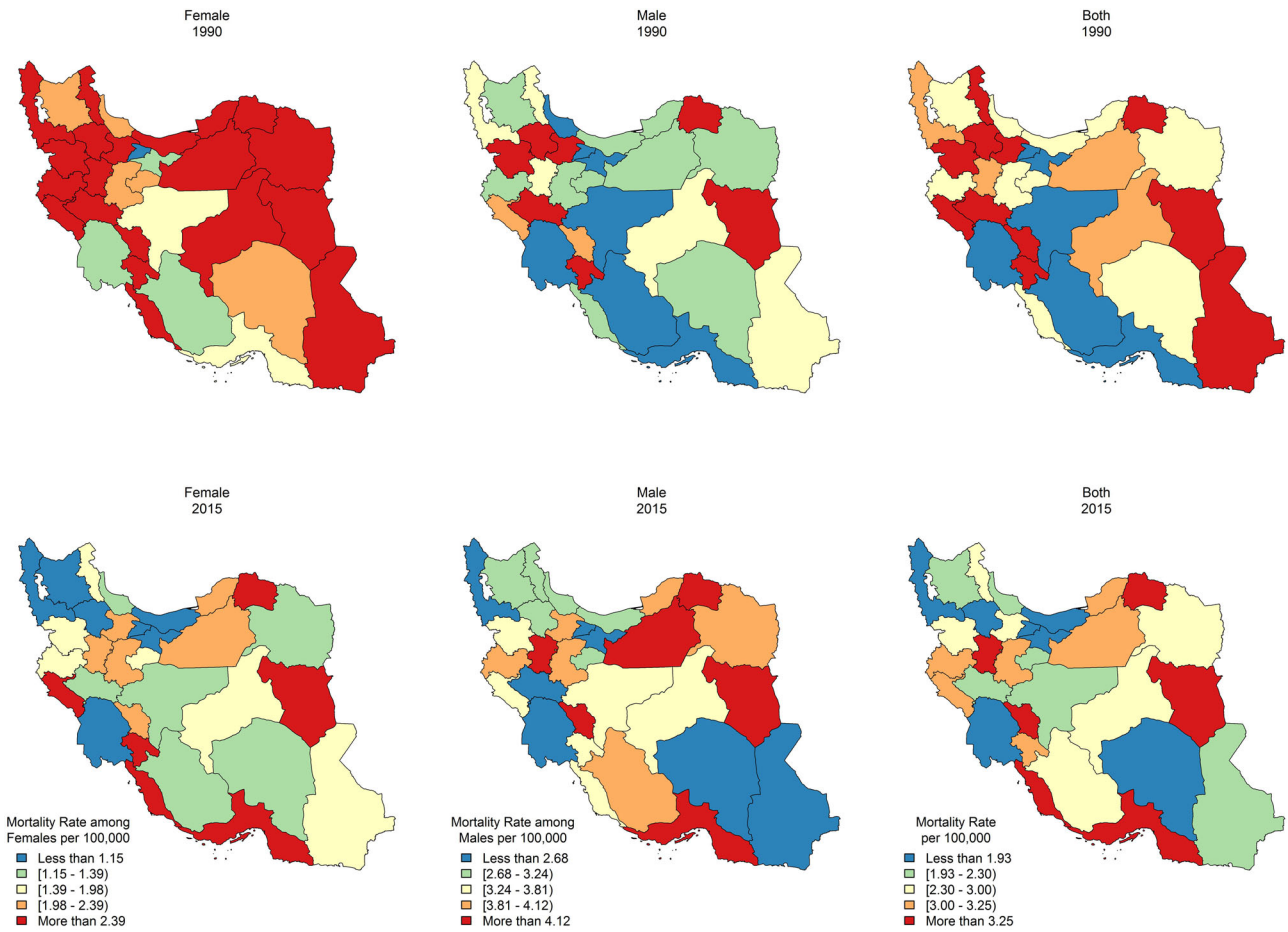 Female
1990
Male
1990
Both
1990
Female
2015
Male
2015
Both
2015
Mortality Rate among
Females per 100,000
Less than 1.15
[1.15 - 1.39)
[1.39 - 1.98)
[1.98 - 2.39)
More than 2.39
Mortality Rate among
Males per 100,000
Less than 2.68
[2.68 - 3.24)
[3.24 - 3.81)
[3.81 - 4.12)
More than 4.12
Mortality Rate
per 100,000
Less than 1.93
[1.93 - 2.30)
[2.30 - 3.00)
[3.00 - 3.25)
More than 3.25